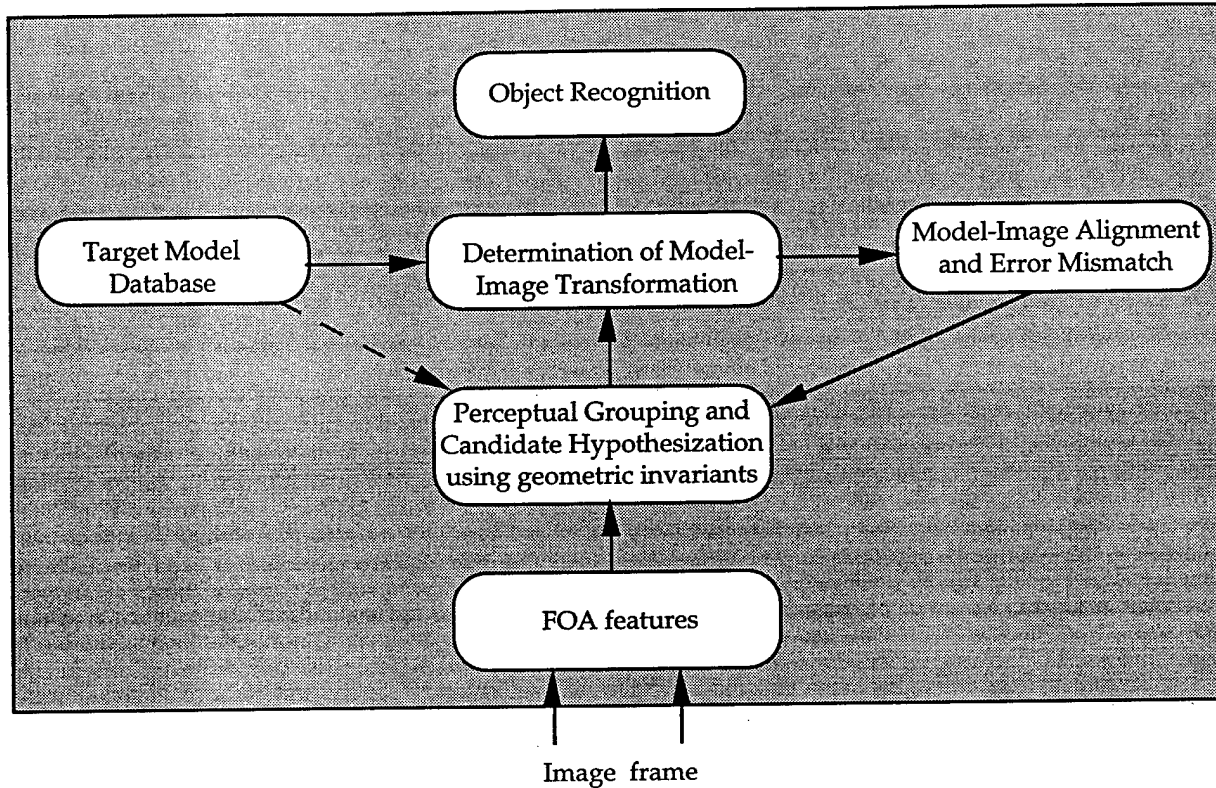 Object Recognition
Target Model
Database
Determination of Model-
Image Transformation
Model-Image Alignment
and Error Mismatch
Perceptual Grouping and
Candidate Hypothesization
using geometric invariants
FOA features
Image frame